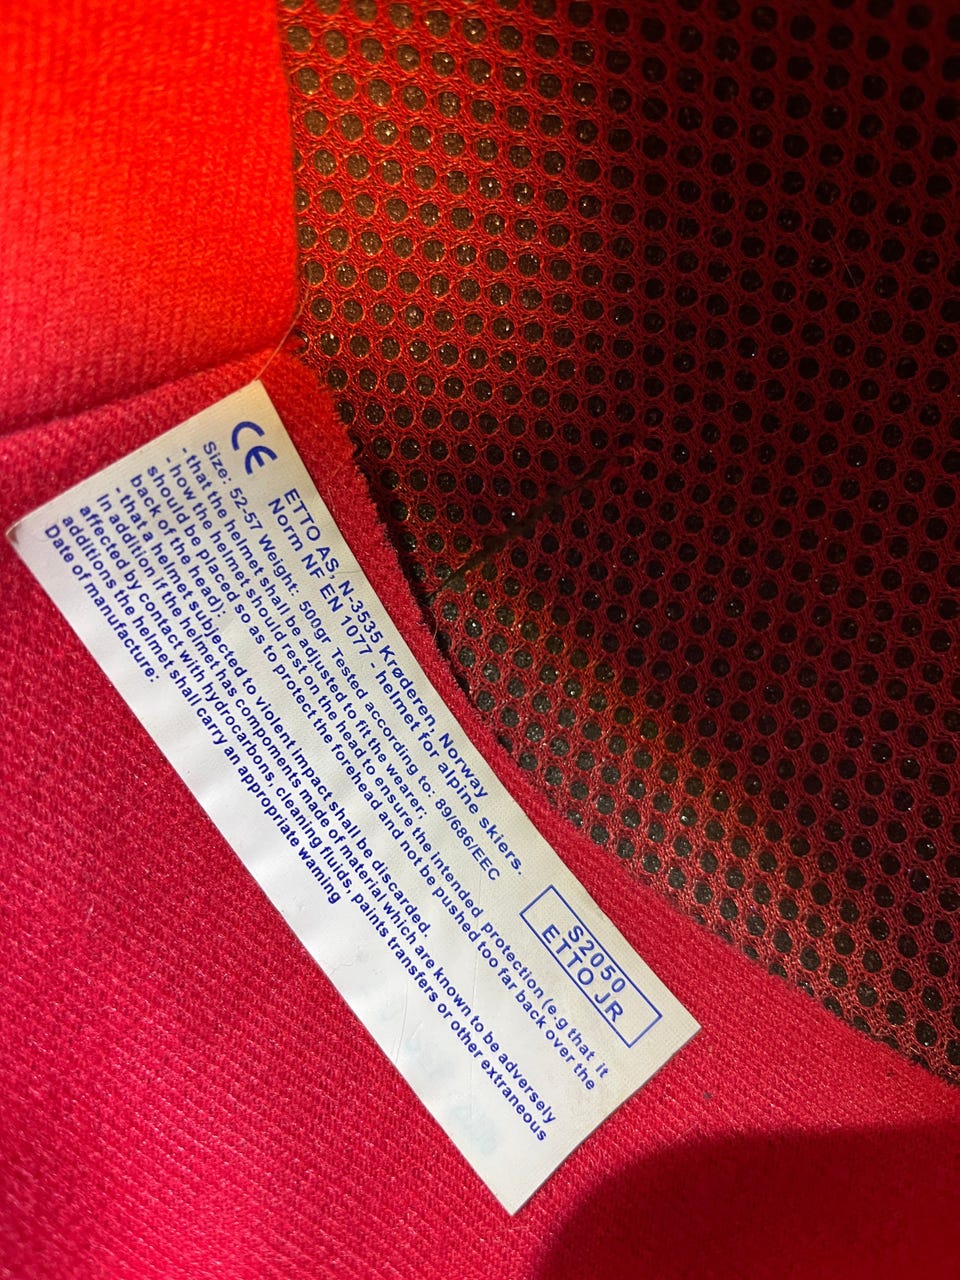 CE
ETTO AS, N-3535 Krøderen, Norway
Norm NF EN 1077 - helmet for alpine skiers.
S2050
ETTO JR
Size: 52-57 Weight: 500gr Tested according to: 89/686/EEC
- that the helmet shall be adjusted to fit the wearer;
- how the helmet should rest on the head to ensure the intended protection (e.g that it
should be placed so as to protect the forehead and not be pushed too far back over the
back of the head);
- that a helmet subjected to violent impact shall be discarded.
In addition if the helmet has components made of material which are known to be adversely
affected by contact with hydrocarbons, cleaning fluids, paints transfers or other extraneous
additions the helmet shall carry an appropriate warning
Date of manufacture: